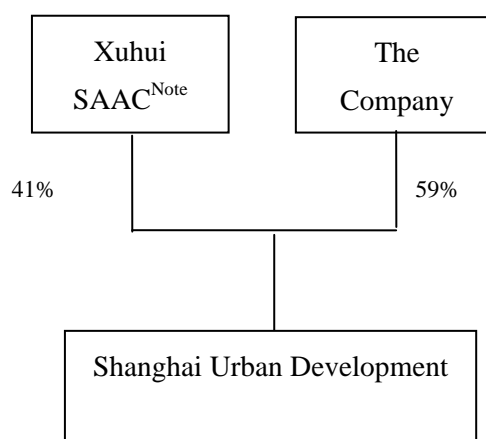 Xuhui
SAAC^Note
The
Company
41%
59%
Shanghai Urban Development